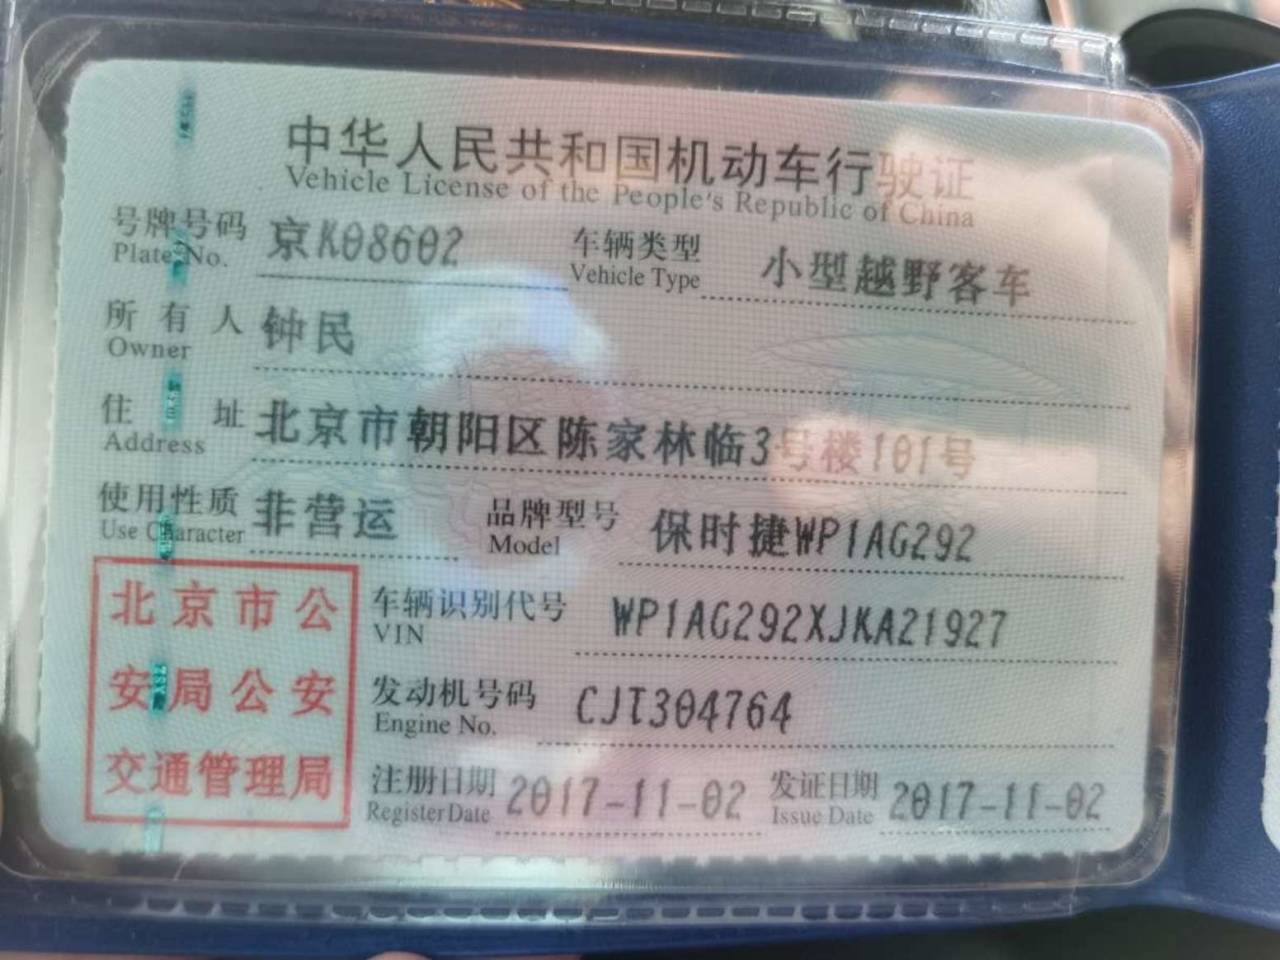 中华人民共和国机动车行驶证
Vehicle License of the People's Republic of China
号牌号码 京K08602 车辆类型 小型越野客车
Plate No. Vehicle Type
所有人 钟民
Owner
住址 北京市朝阳区陈家林临3号楼101号
Address
使用性质 非营运 品牌型号 保时捷WP1AG292
Use Character Model
北京市公
安局公安
交通管理局
车辆识别代号 WP1AG292XJKA21927
VIN
发动机号码 CJT304764
Engine No.
注册日期 2017-11-02 发证日期 2017-11-02
Register Date Issue Date